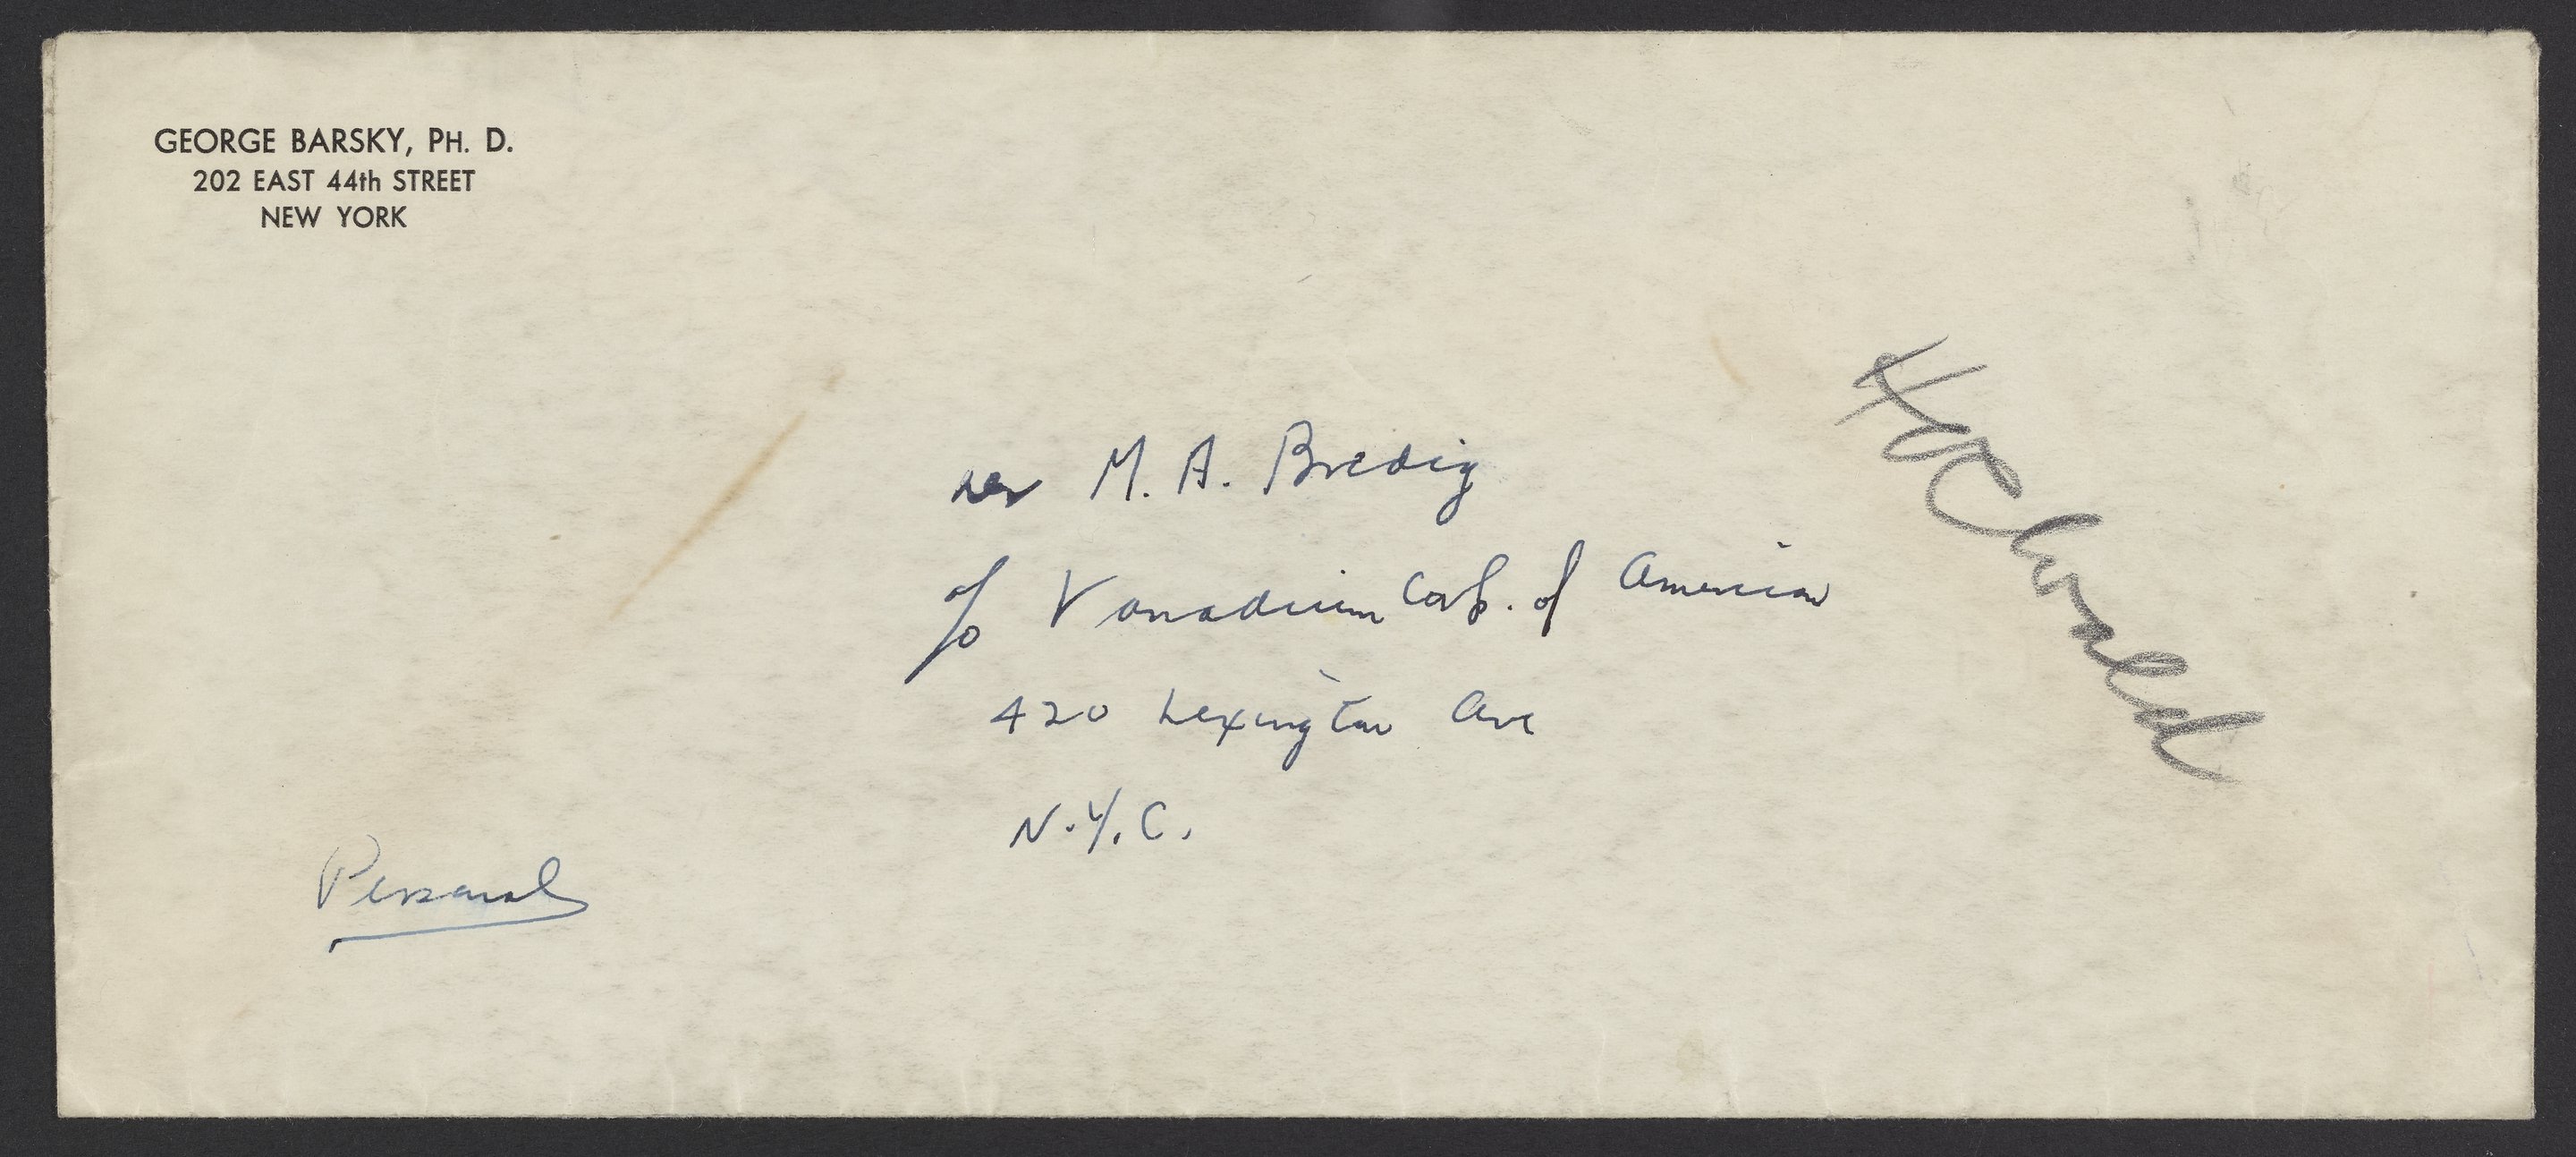 GEORGE BARSKY, PH. D.
202 EAST 44th STREET
NEW YORK
M. A. Bredig
c/o Vanadium Corp. of America
420 Lexington Ave
N.Y.C.
Personal